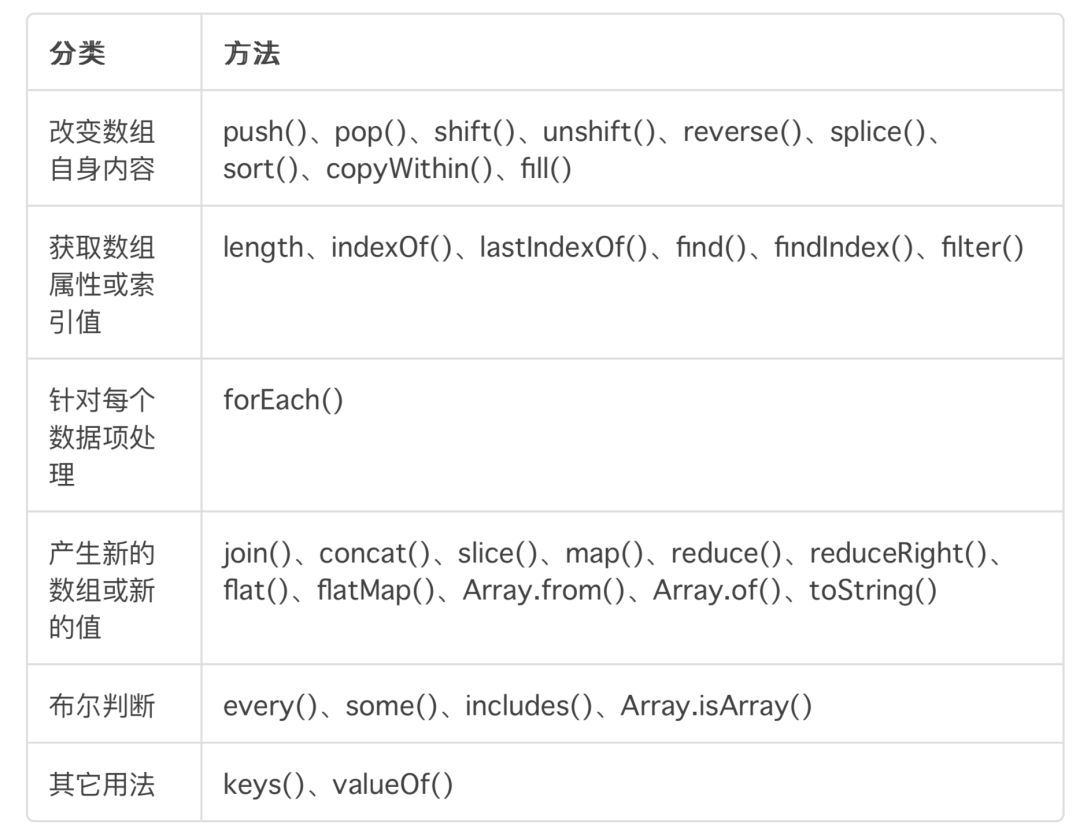 分类
方法
改变数组
自身内容
push()、pop()、shift()、unshift()、reverse()、splice()、
sort()、copyWithin()、fill()
获取数组
属性或索
引值
length、indexOf()、lastIndexOf()、find()、findIndex()、filter()
针对每个
数据项处
理
forEach()
产生新的
数组或新
的值
join()、concat()、slice()、map()、reduce()、reduceRight()、
flat()、flatMap()、Array.from()、Array.of()、toString()
布尔判断
every()、some()、includes()、Array.isArray()
其它用法
keys()、valueOf()